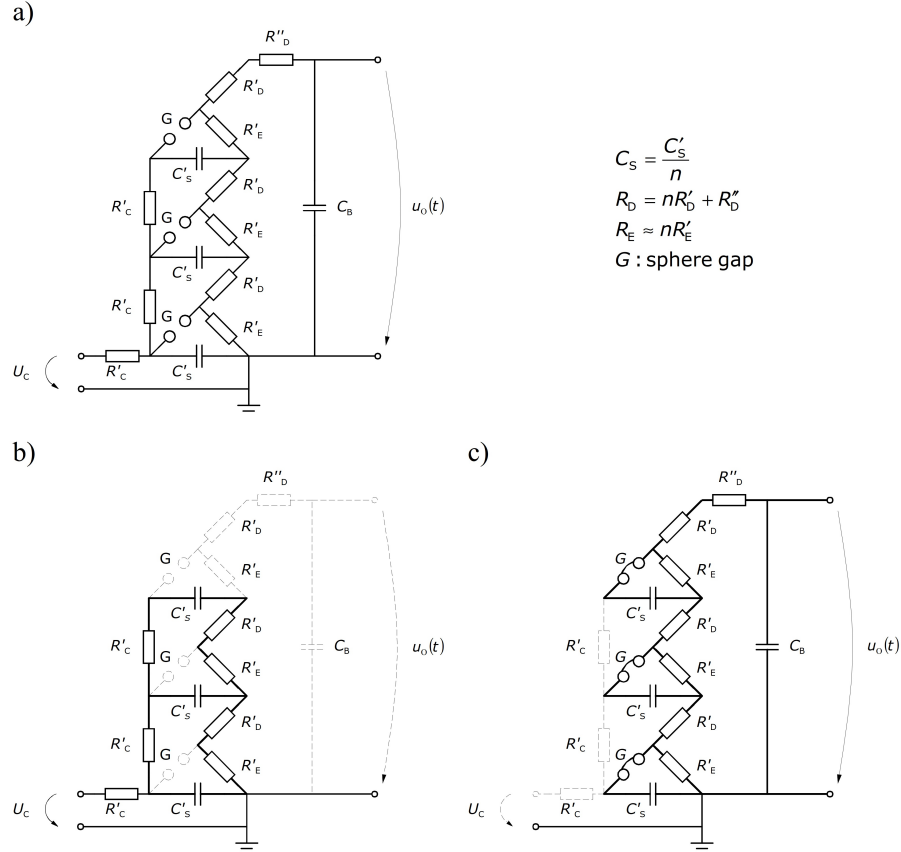 a)
R''D
R'D
G
R'E
C'S
R'D
R'C
G
CB
uO(t)
R'E
C'S
R'D
R'C
G
R'E
R'C
C'S
UC
CS = C'S / n
RD = nR'D + R''D
RE ≈ nR'E
G : sphere gap
b)
R''D
R'D
G
R'E
C's
R'D
R'C
G
CB
uO(t)
R'E
C's
R'D
R'C
G
R'E
UC
R'C
C'S
c)
R''D
R'D
G
R'E
C'S
R'D
R'C
G
CB
uO(t)
R'E
C'S
R'D
R'C
G
R'E
UC
R'C
C'S